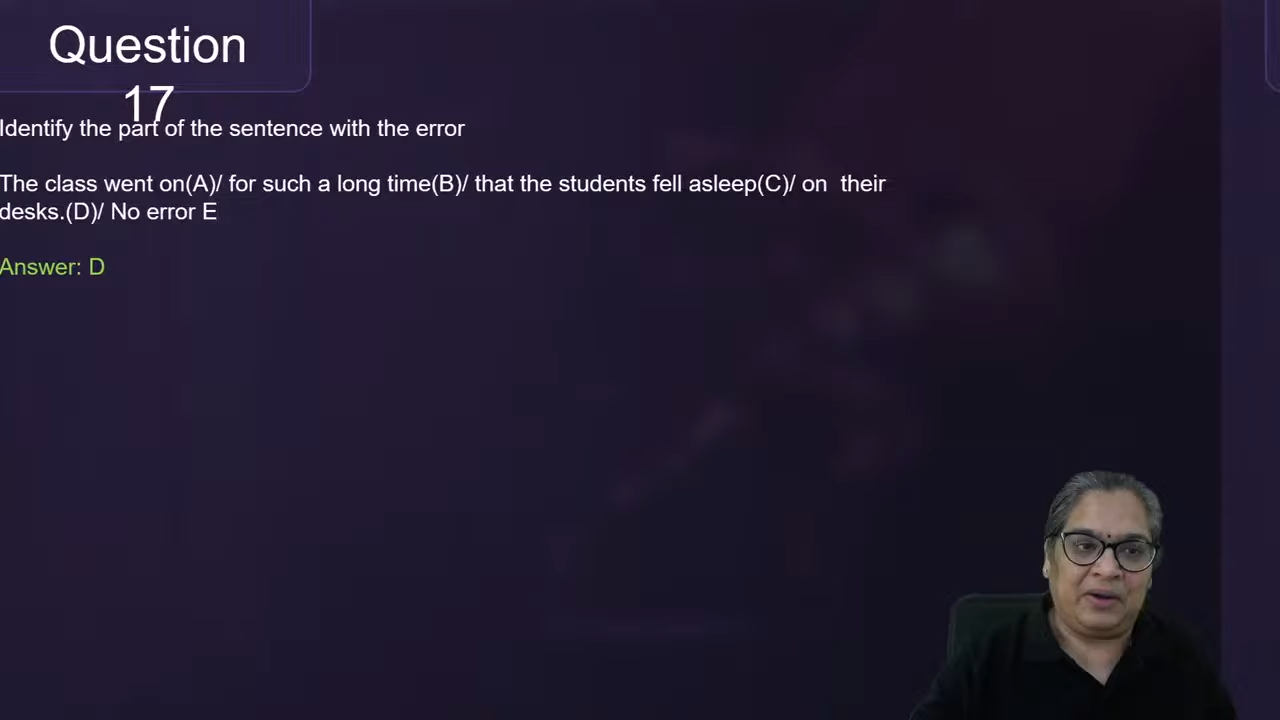 Question
17
Identify the part of the sentence with the error
The class went on(A)/ for such a long time(B)/ that the students fell asleep(C)/ on  their
desks.(D)/ No error E
Answer: D